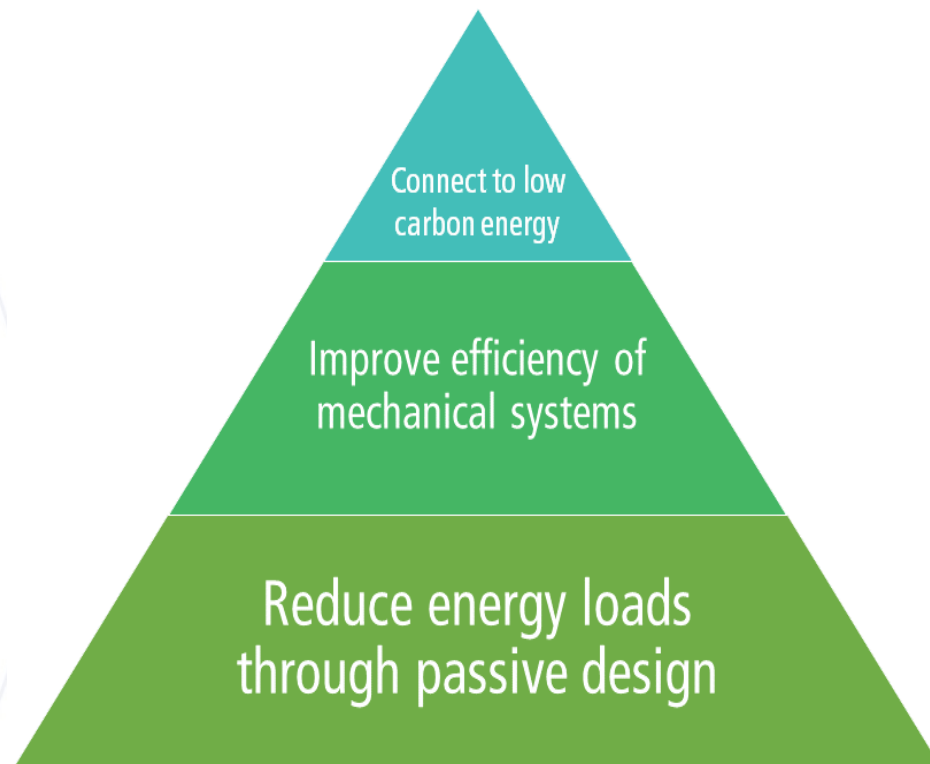 Connect to low
carbon energy
Improve efficiency of
mechanical systems
Reduce energy loads
through passive design